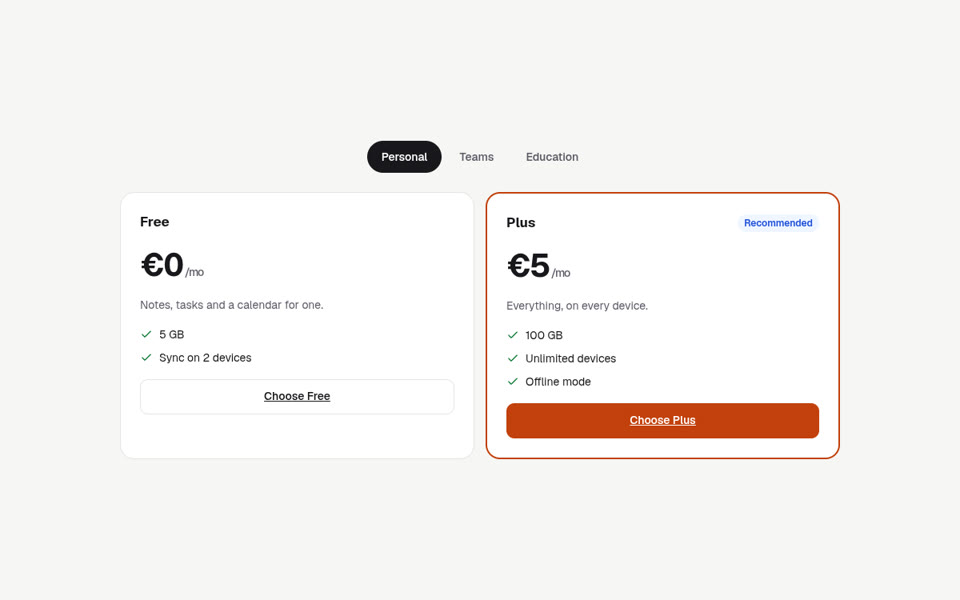 Personal Teams Education
Free
€0/mo
Notes, tasks and a calendar for one.
5 GB
Sync on 2 devices
Choose Free
Plus Recommended
€5/mo
Everything, on every device.
100 GB
Unlimited devices
Offline mode
Choose Plus